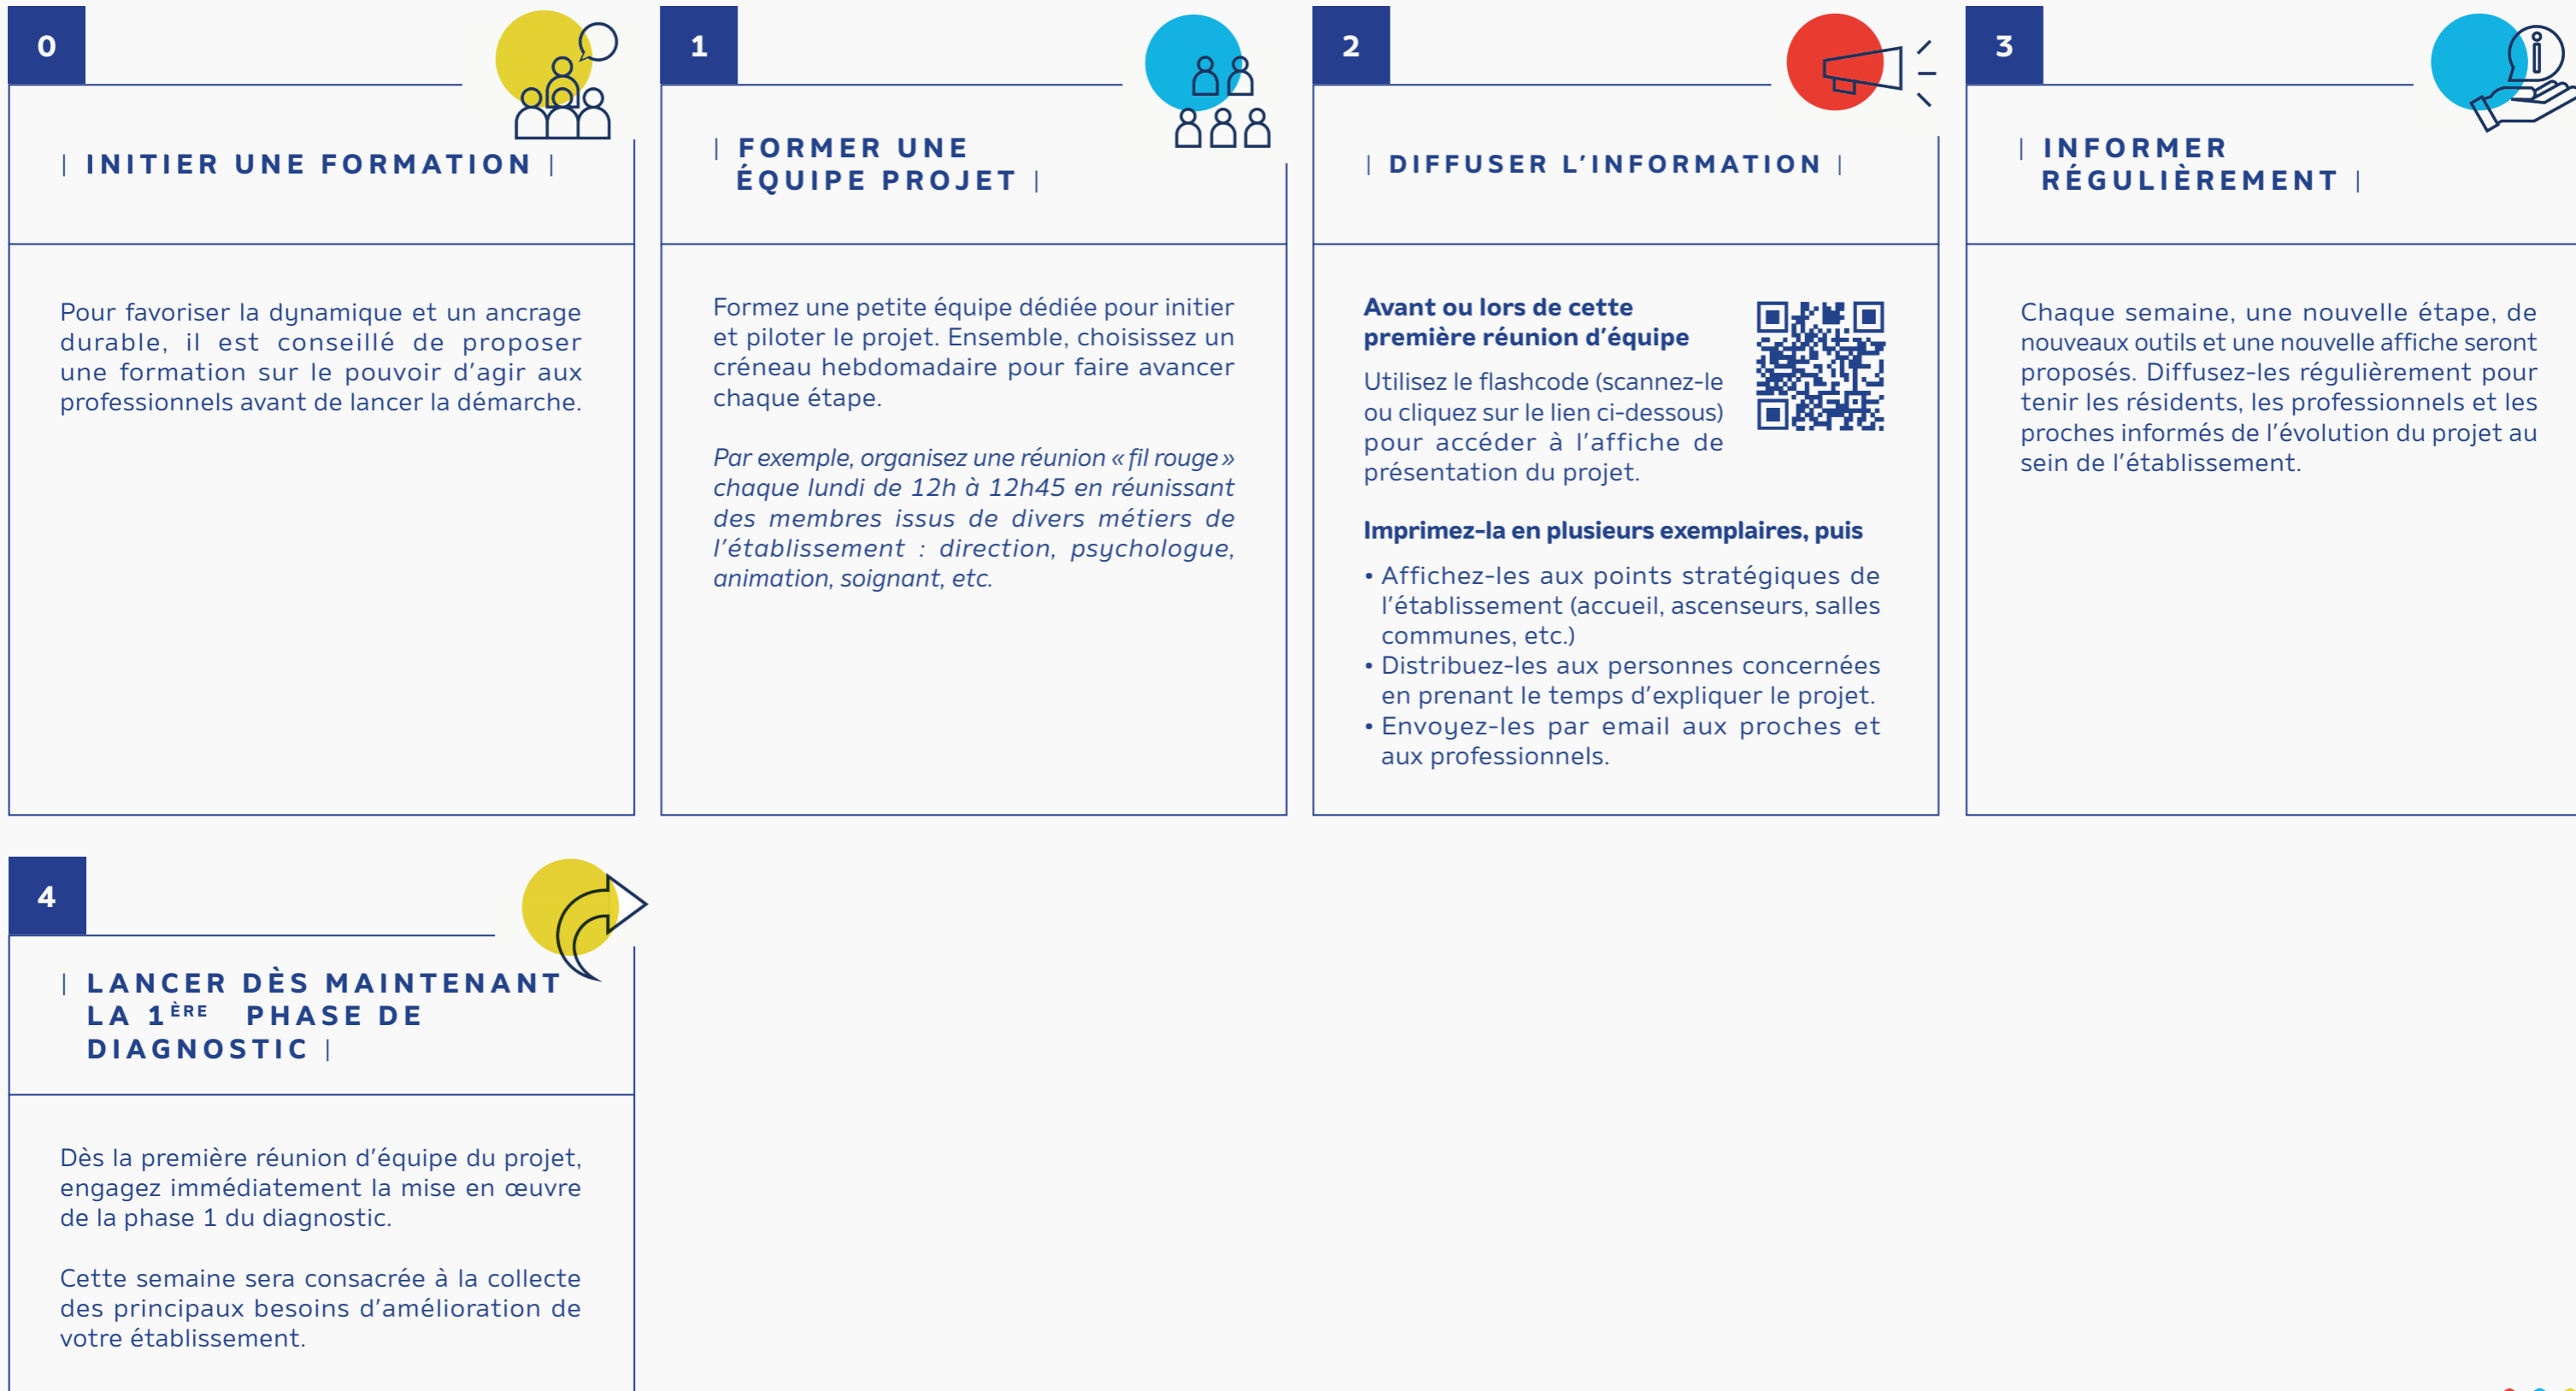 0
| INITIER UNE FORMATION |
Pour favoriser la dynamique et un ancrage
durable, il est conseillé de proposer
une formation sur le pouvoir d’agir aux
professionnels avant de lancer la démarche.
1
| FORMER UNE
ÉQUIPE PROJET |
Formez une petite équipe dédiée pour initier
et piloter le projet. Ensemble, choisissez un
créneau hebdomadaire pour faire avancer
chaque étape.
Par exemple, organisez une réunion « fil rouge »
chaque lundi de 12h à 12h45 en réunissant
des membres issus de divers métiers de
l’établissement : direction, psychologue,
animation, soignant, etc.
2
| DIFFUSER L’INFORMATION |
Avant ou lors de cette
première réunion d’équipe
Utilisez le flashcode (scannez-le
ou cliquez sur le lien ci-dessous)
pour accéder à l’affiche de
présentation du projet.
Imprimez-la en plusieurs exemplaires, puis
• Affichez-les aux points stratégiques de
l’établissement (accueil, ascenseurs, salles
communes, etc.)
• Distribuez-les aux personnes concernées
en prenant le temps d’expliquer le projet.
• Envoyez-les par email aux proches et
aux professionnels.
3
| INFORMER
RÉGULIÈREMENT |
Chaque semaine, une nouvelle étape, de
nouveaux outils et une nouvelle affiche seront
proposés. Diffusez-les régulièrement pour
tenir les résidents, les professionnels et les
proches informés de l’évolution du projet au
sein de l’établissement.
4
| LANCER DÈS MAINTENANT
LA 1ÈRE PHASE DE
DIAGNOSTIC |
Dès la première réunion d’équipe du projet,
engagez immédiatement la mise en œuvre
de la phase 1 du diagnostic.
Cette semaine sera consacrée à la collecte
des principaux besoins d’amélioration de
votre établissement.